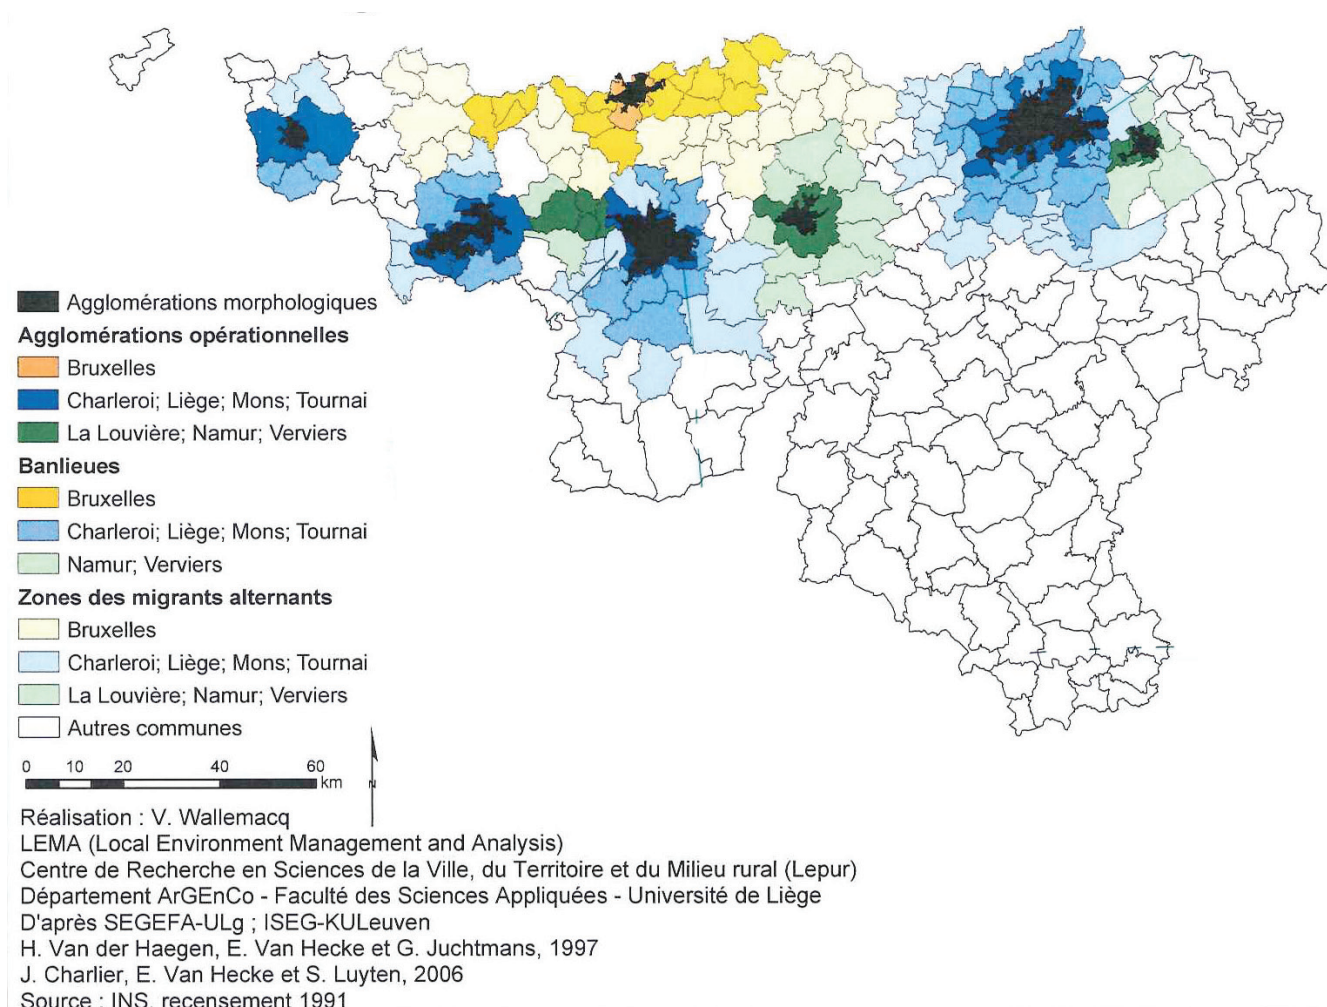 Agglomérations morphologiques
Agglomérations opérationnelles
Bruxelles
Charleroi; Liège; Mons; Tournai
La Louvière; Namur; Verviers
Banlieues
Bruxelles
Charleroi; Liège; Mons; Tournai
Namur; Verviers
Zones des migrants alternants
Bruxelles
Charleroi; Liège; Mons; Tournai
La Louvière; Namur; Verviers
Autres communes
0 10 20 40 60
km
N
Réalisation : V. Wallemacq
LEMA (Local Environment Management and Analysis)
Centre de Recherche en Sciences de la Ville, du Territoire et du Milieu rural (Lepur)
Département ArGEnCo - Faculté des Sciences Appliquées - Université de Liège
D'après SEGEFA-ULg ; ISEG-KULeuven
H. Van der Haegen, E. Van Hecke et G. Juchtmans, 1997
J. Charlier, E. Van Hecke et S. Luyten, 2006
Source : INS, recensement 1991